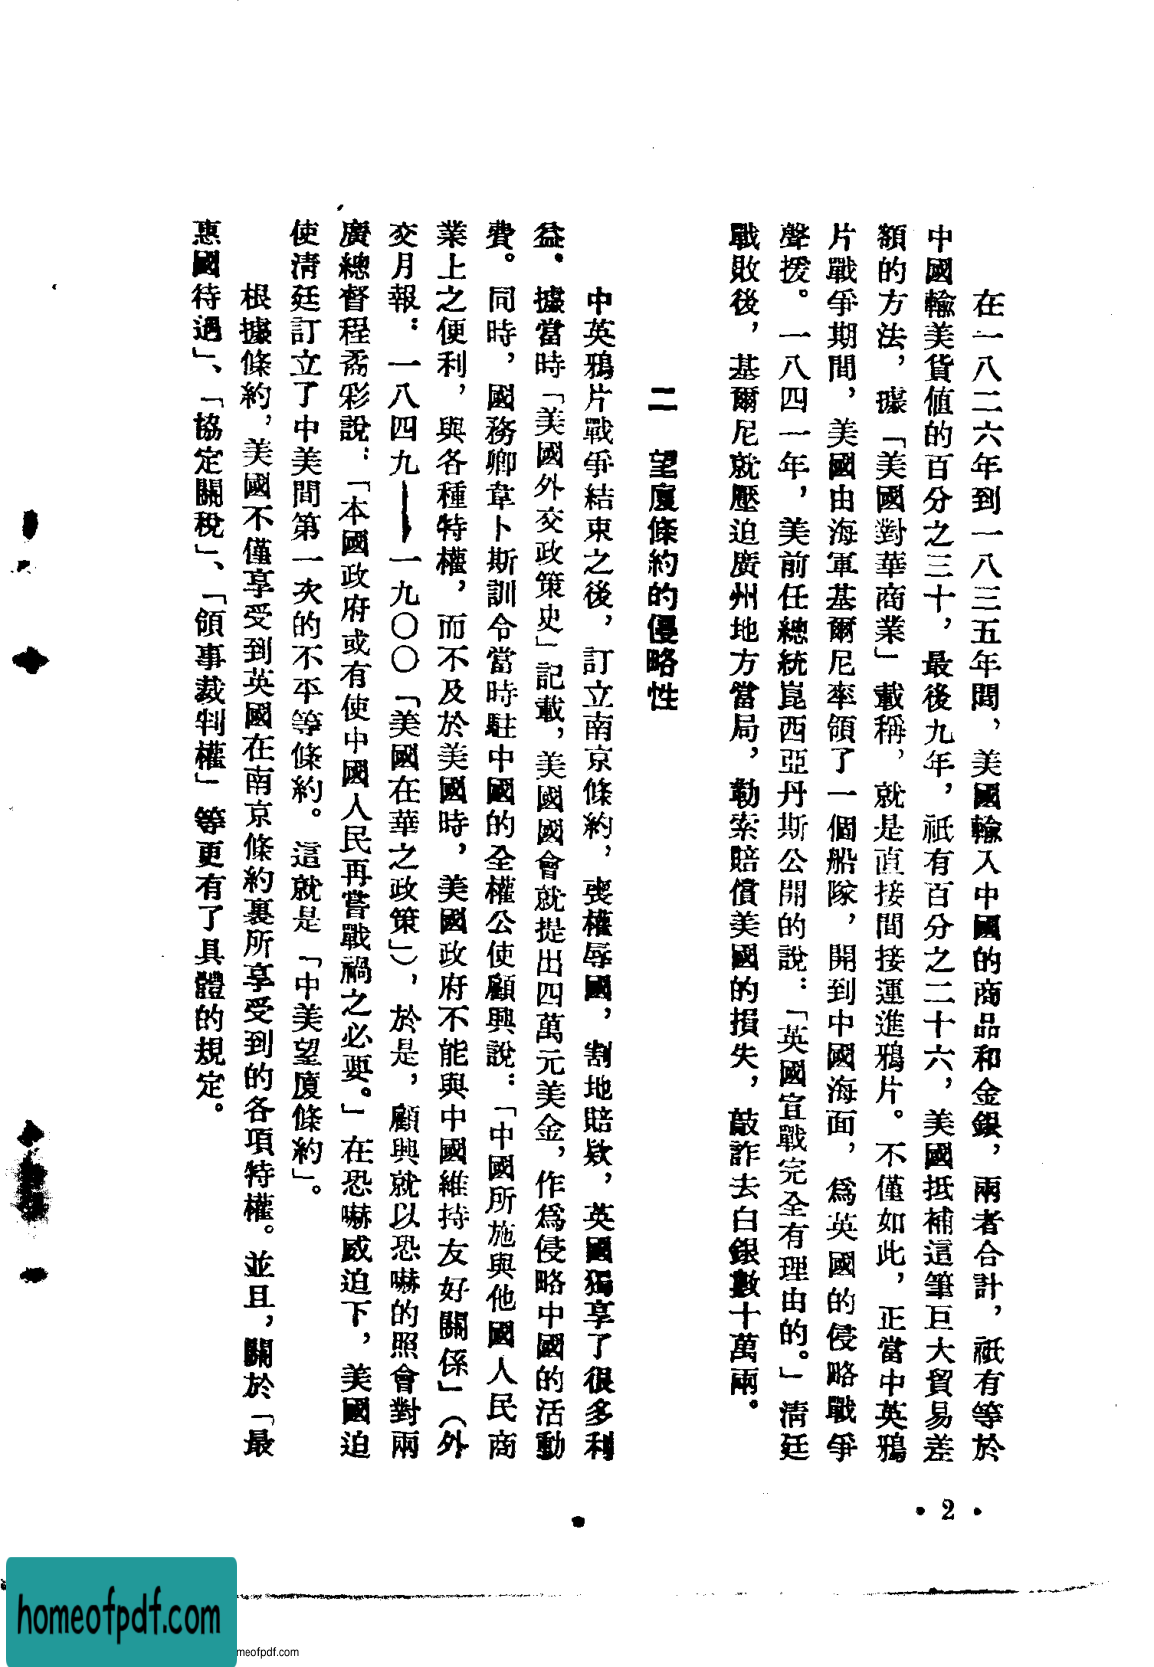 在一八二六年到一八三五年間，美國輸入中國的商品和金銀，兩者合計，祇有等於
中國輸美貨值的百分之三十，最後九年，祇有百分之二十六，美國抵補這筆巨大貿易差
額的方法，據「美國對華商業」載稱，就是直接間接運進鴉片。不僅如此，正當中英鴉
片戰爭期間，美國由海軍基爾尼率領了一個船隊，開到中國海面，爲英國的侵略戰爭
聲援。一八四一年，美前任總統崑西亞丹斯公開的說：「英國宣戰完全有理由的。」清廷
戰敗後，基爾尼就壓迫廣州地方當局，勒索賠償美國的損失，敲詐去白銀數十萬兩。
二 望廈條約的侵略性
中英鴉片戰爭結束之後，訂立南京條約，喪權辱國，割地賠欵，英國獨享了很多利
益．據當時「美國外交政策史」記載，美國國會就提出四萬元美金，作爲侵略中國的活動
費。同時，國務卿韋卜斯訓令當時駐中國的全權公使顧興說：「中國所施與他國人民商
業上之便利，與各種特權，而不及於美國時，美國政府不能與中國維持友好關係」（外
交月報：一八四九——一九〇〇「美國在華之政策」），於是，顧興就以恐嚇的照會對兩
廣總督程矞彩說：「本國政府或有使中國人民再嘗戰禍之必要。」在恐嚇威迫下，美國迫
使清廷訂立了中美間第一次的不平等條約。這就是「中美望廈條約」。
根據條約，美國不僅享受到英國在南京條約裏所享受到的各項特權。並且，關於「最
惠國待遇」、「協定關稅」、「領事裁判權」等更有了具體的規定。
• 2 •
homeofpdf.com
meofpdf.com